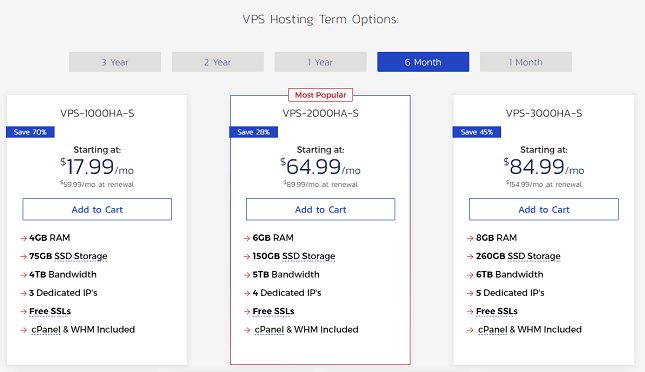 VPS Hosting Term Options:
3 Year
2 Year
1 Year
6 Month
1 Month
VPS-1000HA-S
Save 70%
Starting at:
$17.99/mo
$59.99/mo at renewal
Add to Cart
→ 4GB RAM
→ 75GB SSD Storage
→ 4TB Bandwidth
→ 3 Dedicated IP's
→ Free SSLs
→ cPanel & WHM Included
Most Popular
VPS-2000HA-S
Save 28%
Starting at:
$64.99/mo
$89.99/mo at renewal
Add to Cart
→ 6GB RAM
→ 150GB SSD Storage
→ 5TB Bandwidth
→ 4 Dedicated IP's
→ Free SSLs
→ cPanel & WHM Included
VPS-3000HA-S
Save 45%
Starting at:
$84.99/mo
$154.99/mo at renewal
Add to Cart
→ 8GB RAM
→ 260GB SSD Storage
→ 6TB Bandwidth
→ 5 Dedicated IP's
→ Free SSLs
→ cPanel & WHM Included